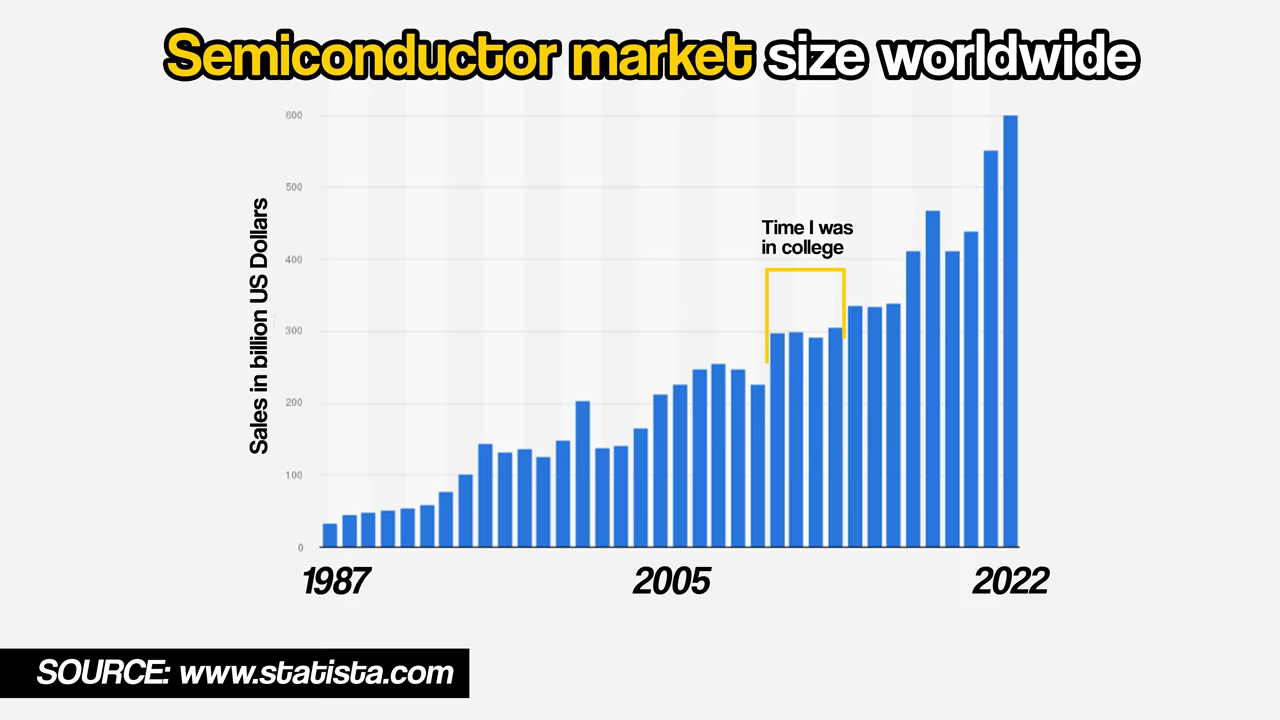 Semiconductor market size worldwide
600
500
400
300
200
100
0
Sales in billion US Dollars
Time I was
in college
1987 2005 2022
SOURCE: www.statista.com